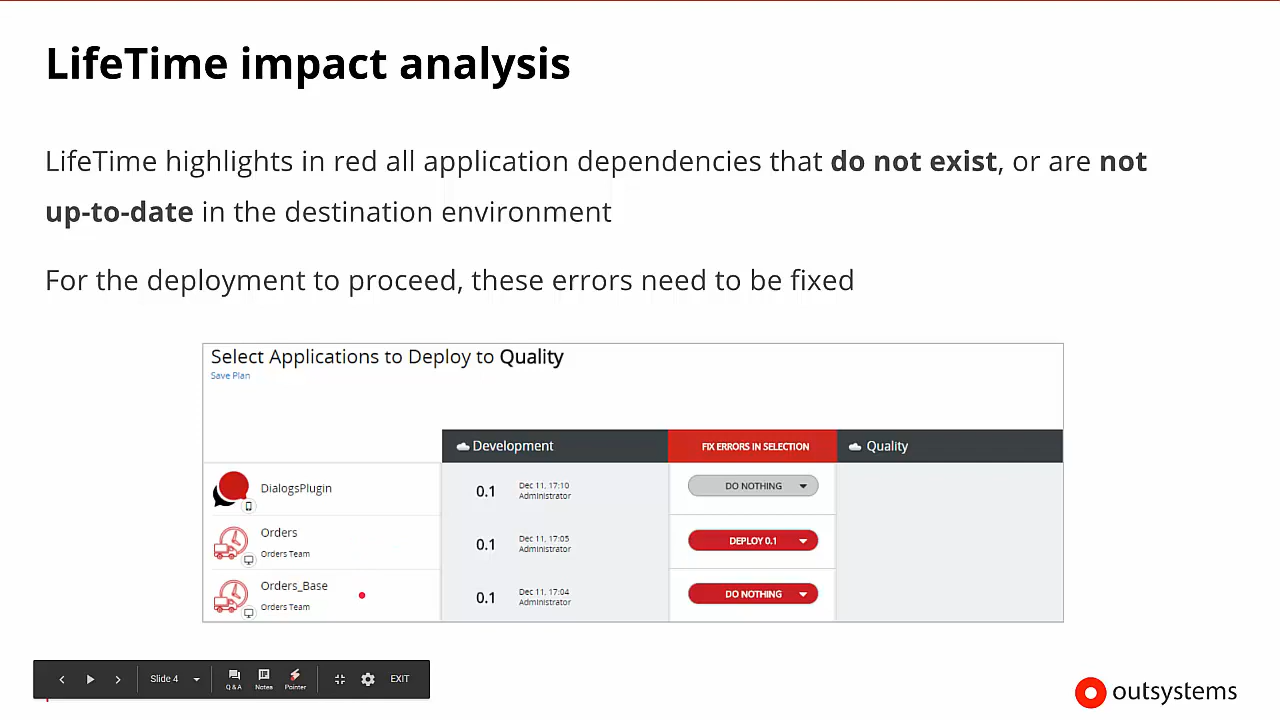 LifeTime impact analysis
LifeTime highlights in red all application dependencies that do not exist, or are not
up-to-date in the destination environment
For the deployment to proceed, these errors need to be fixed
Select Applications to Deploy to Quality
Save Plan
Development
FIX ERRORS IN SELECTION
Quality
DialogsPlugin
0.1
Dec 11, 17:10
Administrator
DO NOTHING
Orders
Orders Team
0.1
Dec 11, 17:05
Administrator
DEPLOY 0.1
Orders_Base
Orders Team
0.1
Dec 11, 17:04
Administrator
DO NOTHING
Slide 4
Q & A
Notes
Pointer
EXIT
outsystems